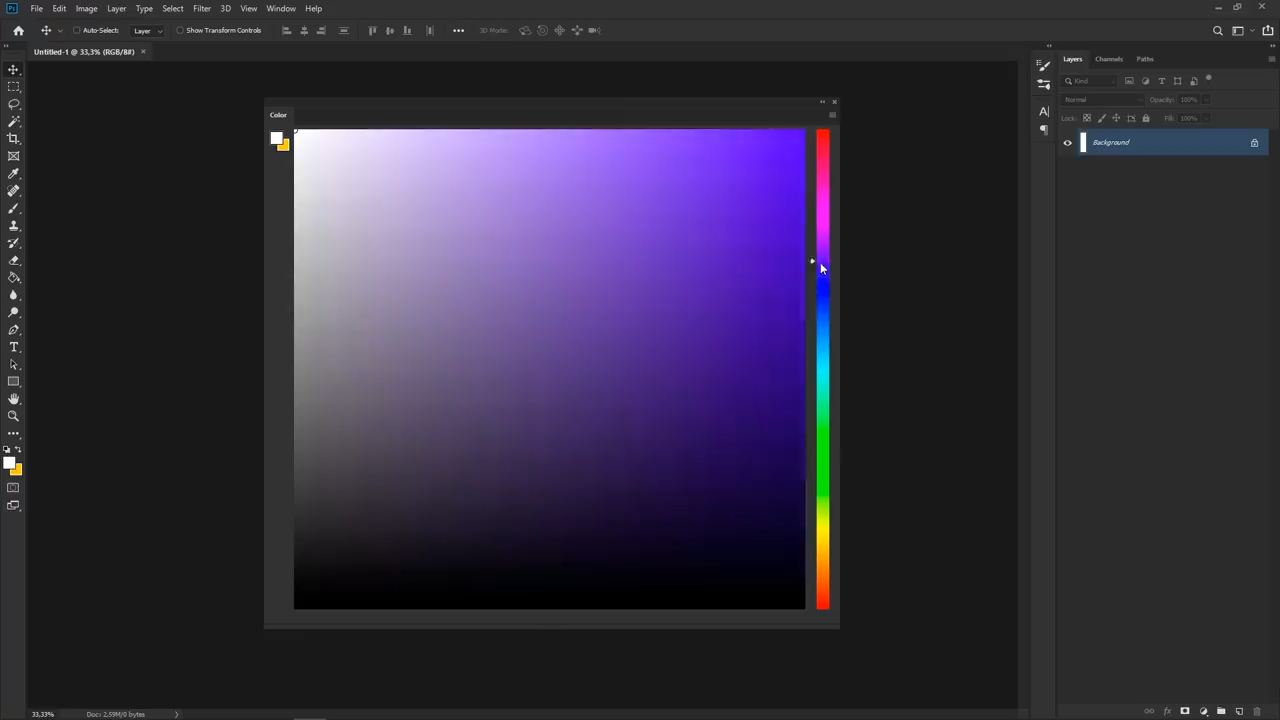 Ps File Edit Image Layer Type Select Filter 3D View Window Help
Auto-Select: Layer Show Transform Controls 3D Mode:
Untitled-1 @ 33,3% (RGB/8#)
Color
Layers Channels Paths
Kind
Normal Opacity: 100%
Lock: Fill: 100%
Background
33,33% Doc: 2,59M/0 bytes